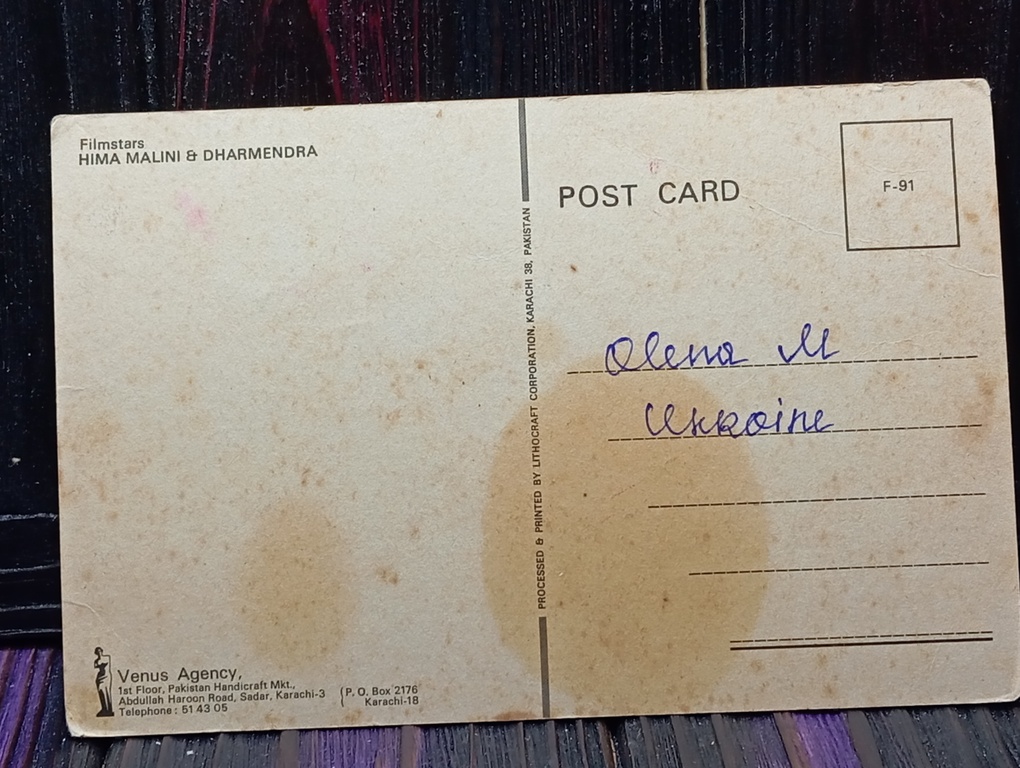 Filmstars
HIMA MALINI & DHARMENDRA
Venus Agency,
1st Floor, Pakistan Handicraft Mkt.,
Abdullah Haroon Road, Sadar, Karachi-3
Telephone : 51 43 05
(P. O. Box 2176
Karachi-18
PROCESSED & PRINTED BY LITHOCRAFT CORPORATION, KARACHI 38, PAKISTAN
POST CARD
F-91
Olena M
Ukraine